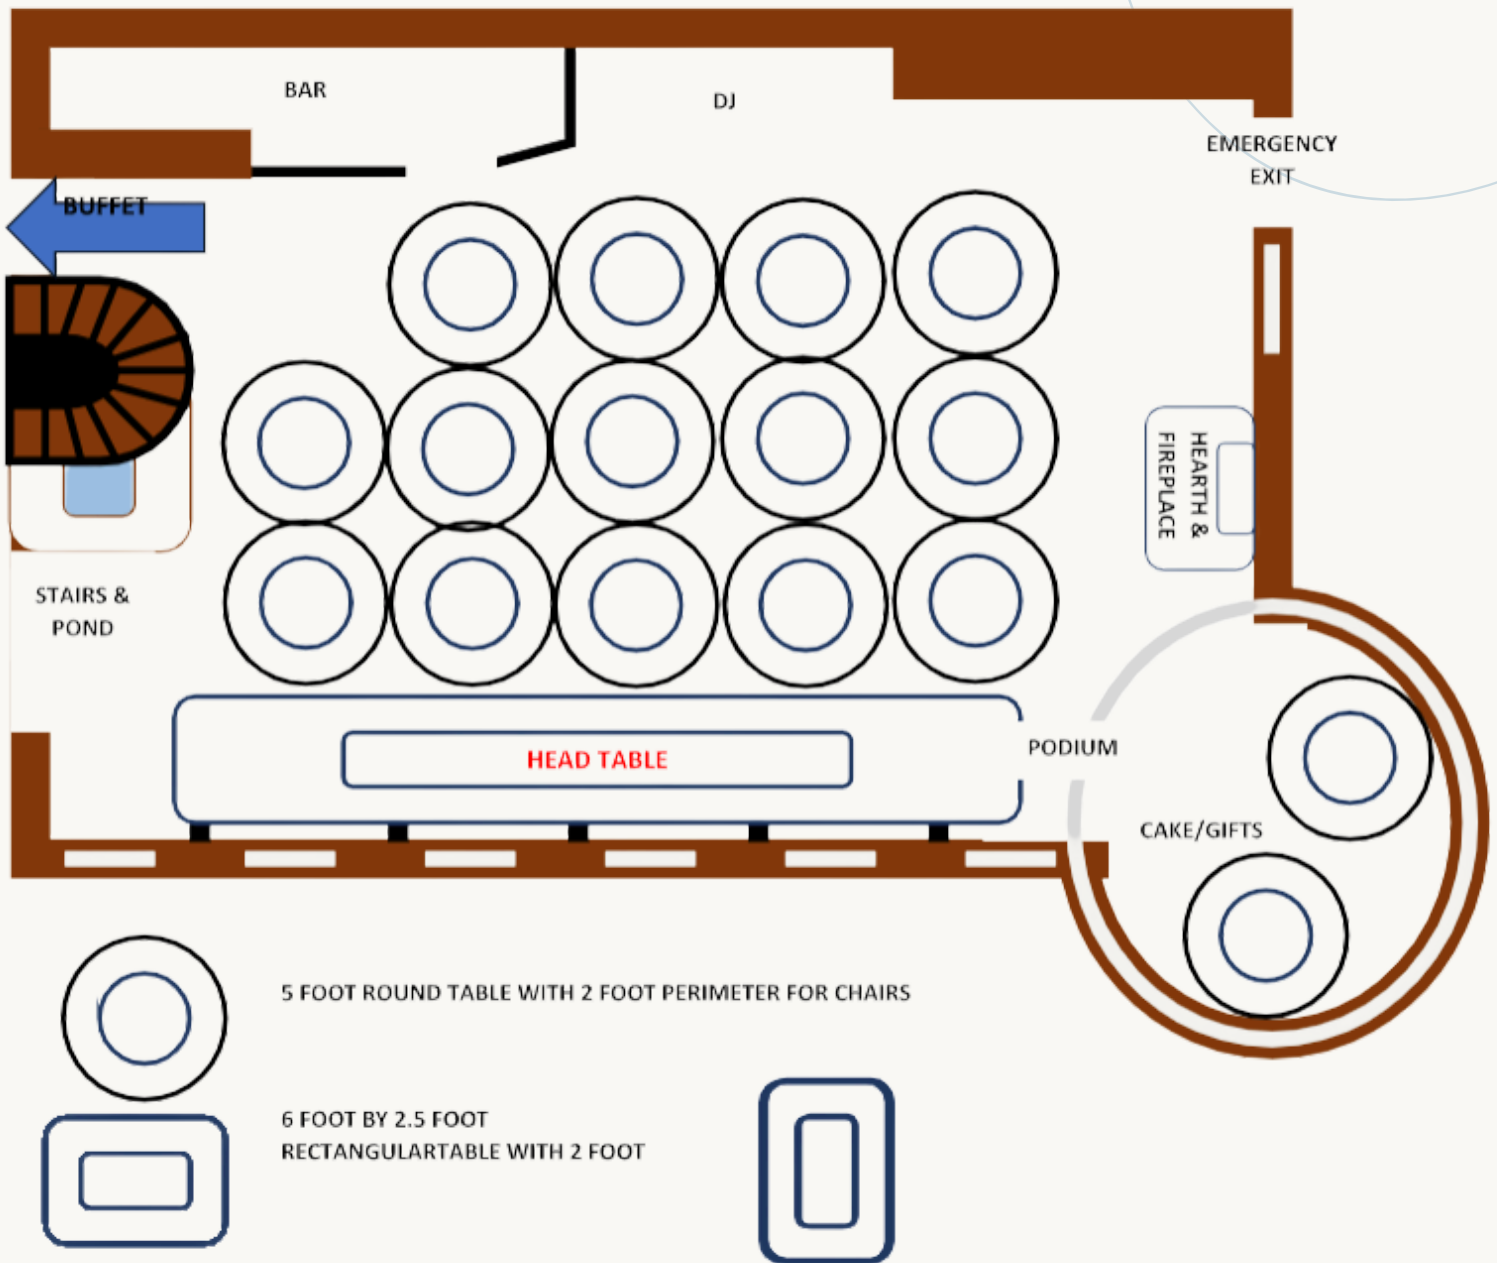 BAR
DJ
EMERGENCY
EXIT
BUFFET
HEARTH &
FIREPLACE
STAIRS &
POND
HEAD TABLE
PODIUM
CAKE/GIFTS
5 FOOT ROUND TABLE WITH 2 FOOT PERIMETER FOR CHAIRS
6 FOOT BY 2.5 FOOT
RECTANGULARTABLE WITH 2 FOOT